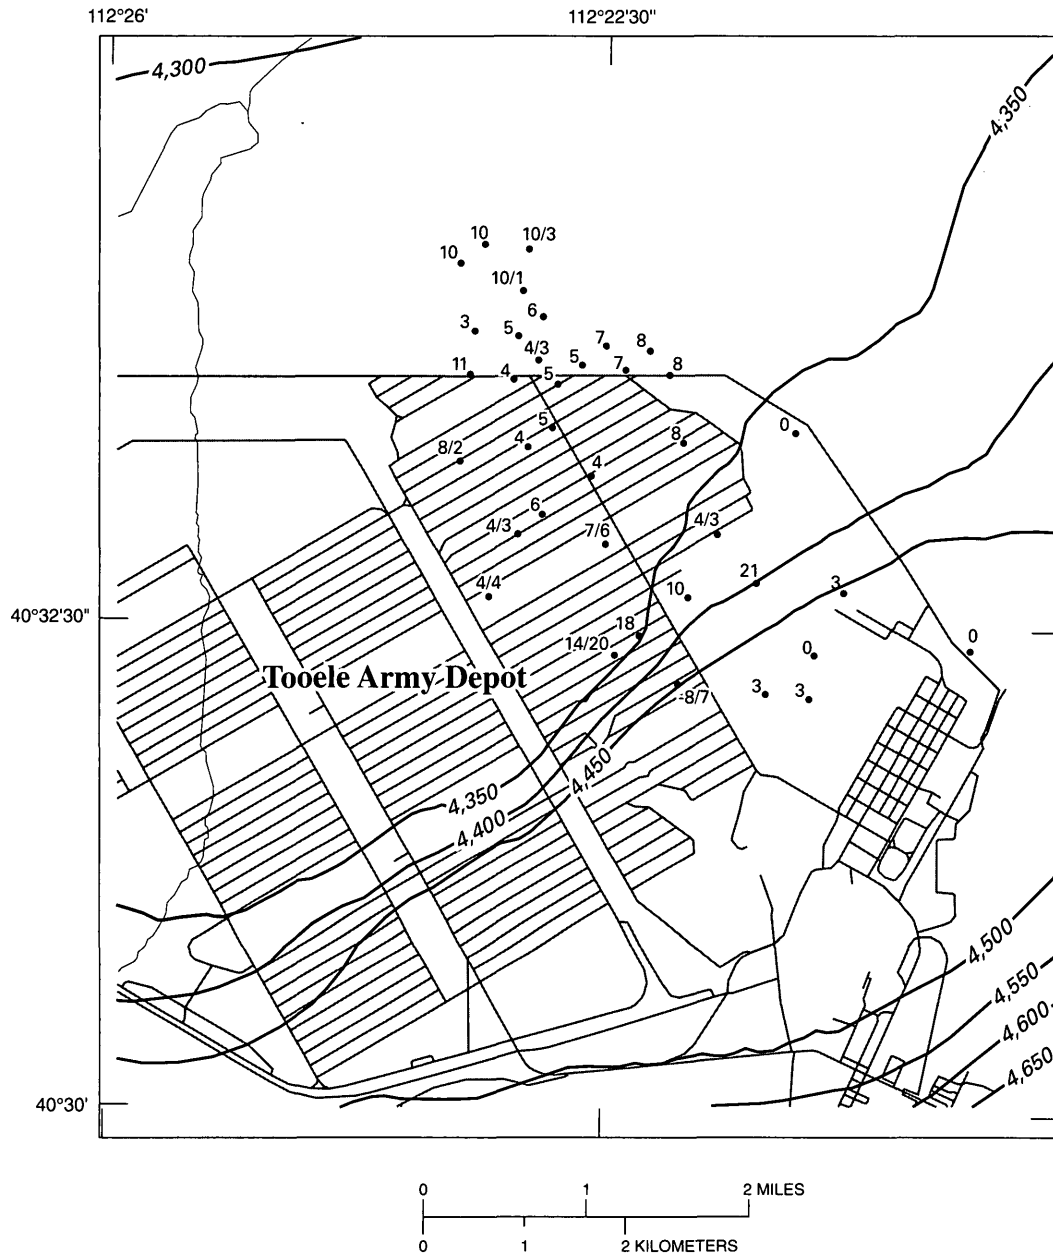 112°26' 112°22'30"
4,300
4,350
10 10/3
10
10/1
6
3 5 7 8
4/3 5 7 8
11 4 5
5 0
4 8
8/2
4
6
4/3 7/6 4/3
21
4/4 10 3
40°32'30"
18
14/20 0 0
Tooele Army Depot
-8/7 3 3
4,450
4,350
4,400
4,500
4,550
4,600
4,650
40°30'
0 1 2 MILES
0 1 2 KILOMETERS